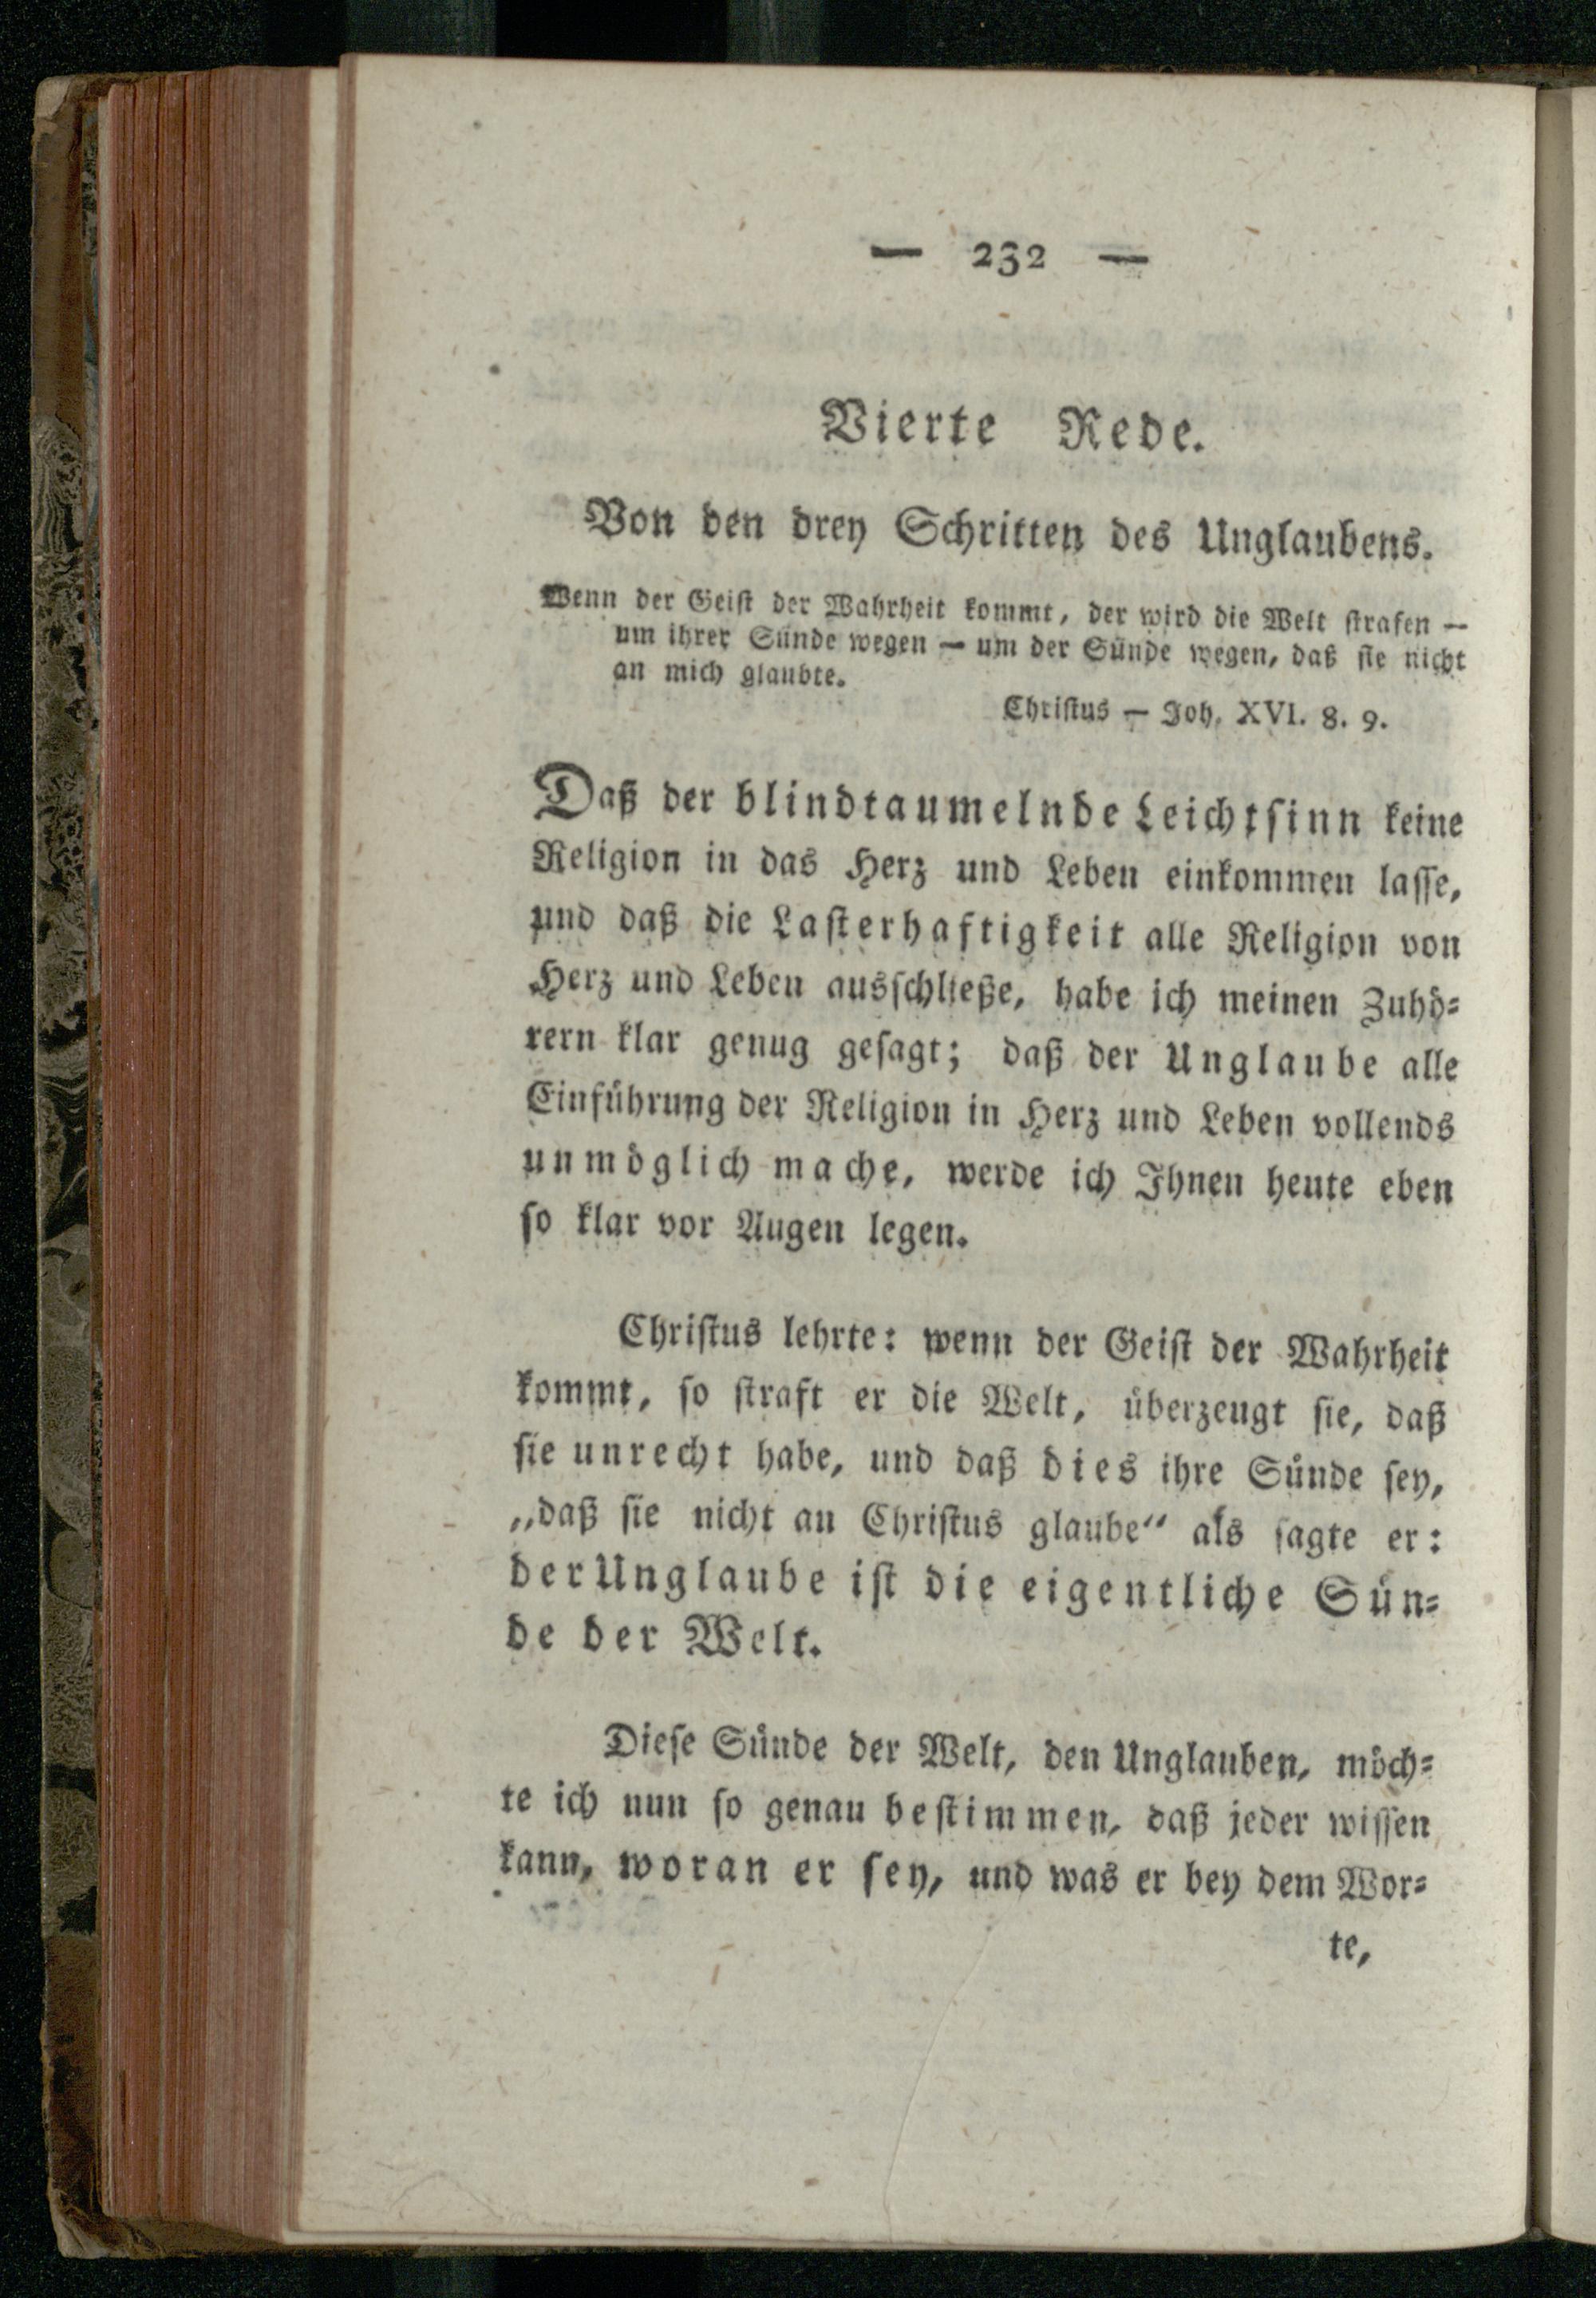 — 232 —
Vierte Rede.
Von den drey Schritten des Unglaubens.
Wenn der Geiſt der Wahrheit kommt, der wird die Welt ſtrafen —
um ihrer Sünde wegen — um der Sünde wegen, daß ſie nicht
an mich glaubte.
Chriſtus — Joh. XVI. 8. 9.
Daß der blindtaumelnde Leichtſinn keine
Religion in das Herz und Leben einkommen laſſe,
und daß die Laſterhaftigkeit alle Religion von
Herz und Leben ausſchließe, habe ich meinen Zuhö⸗
rern klar genug geſagt; daß der Unglaube alle
Einführung der Religion in Herz und Leben vollends
unmöglich mache, werde ich Ihnen heute eben
ſo klar vor Augen legen.
Chriſtus lehrte: wenn der Geiſt der Wahrheit
kommt, ſo ſtraft er die Welt, überzeugt ſie, daß
ſie unrecht habe, und daß dies ihre Sünde ſey,
„daß ſie nicht an Chriſtus glaube“ als ſagte er:
der Unglaube iſt die eigentliche Sün⸗
de der Welt.
Dieſe Sünde der Welt, den Unglauben, möch⸗
te ich nun ſo genau beſtimmen, daß jeder wiſſen
kann, woran er ſey, und was er bey dem Wor⸗
te,